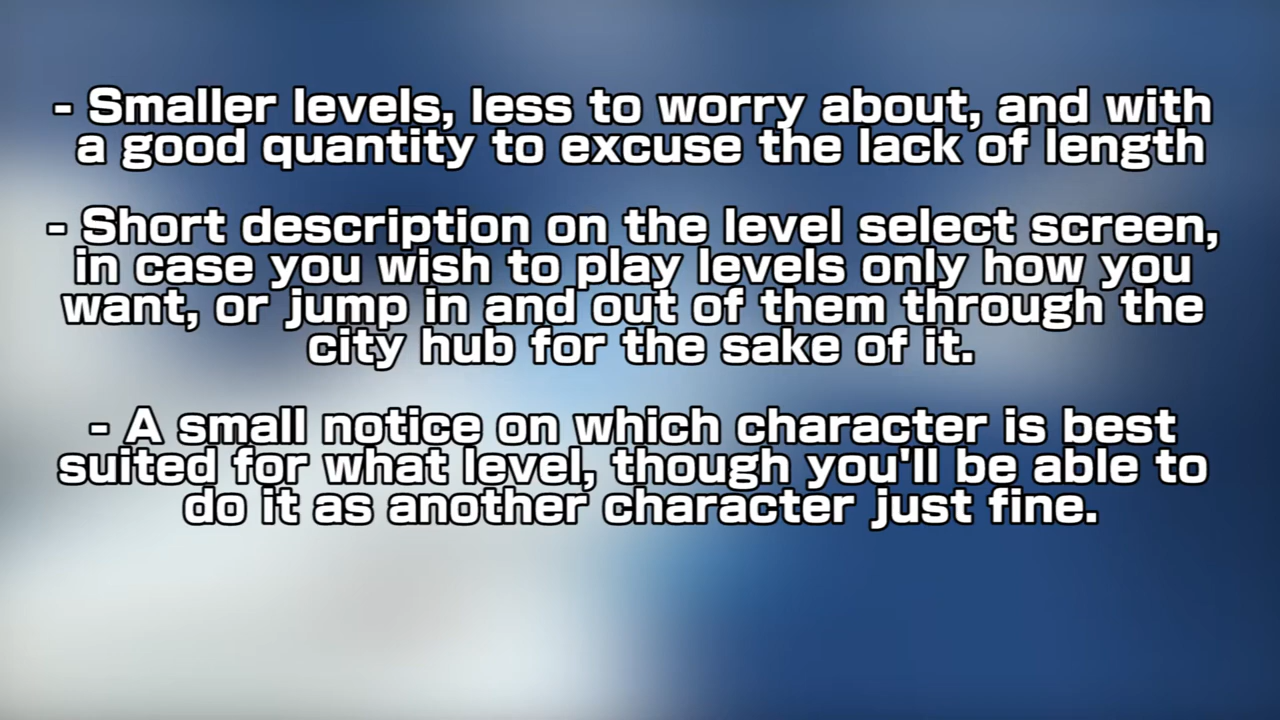 - Smaller levels, less to worry about, and with
a good quantity to excuse the lack of length
- Short description on the level select screen,
in case you wish to play levels only how you
want, or jump in and out of them through the
city hub for the sake of it.
- A small notice on which character is best
suited for what level, though you'll be able to
do it as another character just fine.